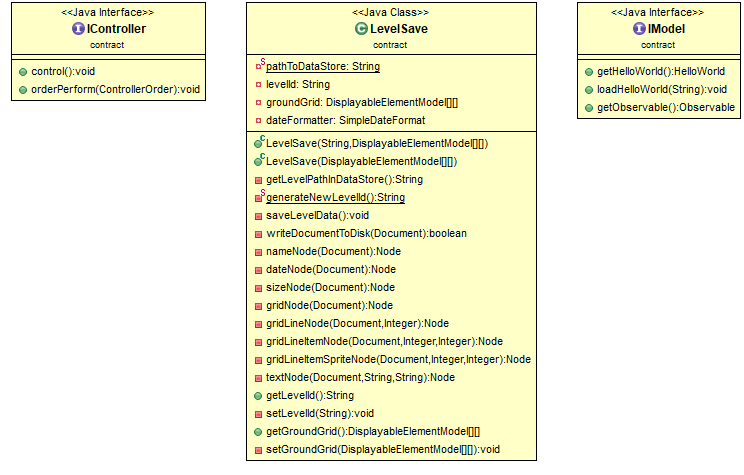 <<Java Interface>>
IController
contract
control():void
orderPerform(ControllerOrder):void
<<Java Class>>
LevelSave
contract
pathToDataStore: String
levelId: String
groundGrid: DisplayableElementModel[][]
dateFormatter: SimpleDateFormat
LevelSave(String,DisplayableElementModel[][])
LevelSave(DisplayableElementModel[][])
getLevelPathInDataStore():String
generateNewLevelId():String
saveLevelData():void
writeDocumentToDisk(Document):boolean
nameNode(Document):Node
dateNode(Document):Node
sizeNode(Document):Node
gridNode(Document):Node
gridLineNode(Document,Integer):Node
gridLineItemNode(Document,Integer,Integer):Node
gridLineItemSpriteNode(Document,Integer,Integer):Node
textNode(Document,String,String):Node
getLevelId():String
setLevelId(String):void
getGroundGrid():DisplayableElementModel[][]
setGroundGrid(DisplayableElementModel[][]):void
<<Java Interface>>
IModel
contract
getHelloWorld():HelloWorld
loadHelloWorld(String):void
getObservable():Observable